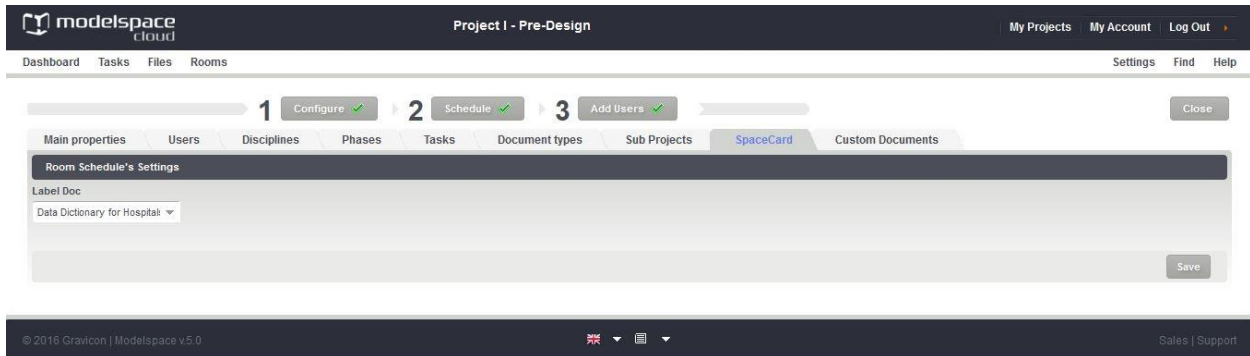 modelspace
cloud
Project I - Pre-Design
My Projects My Account Log Out
Dashboard Tasks Files Rooms Settings Find Help
1 Configure 2 Schedule 3 Add Users Close
Main properties Users Disciplines Phases Tasks Document types Sub Projects SpaceCard Custom Documents
Room Schedule's Settings
Label Doc
Data Dictionary for Hospitals
Save
© 2016 Gravicon | Modelspace v.5.0 Sales | Support